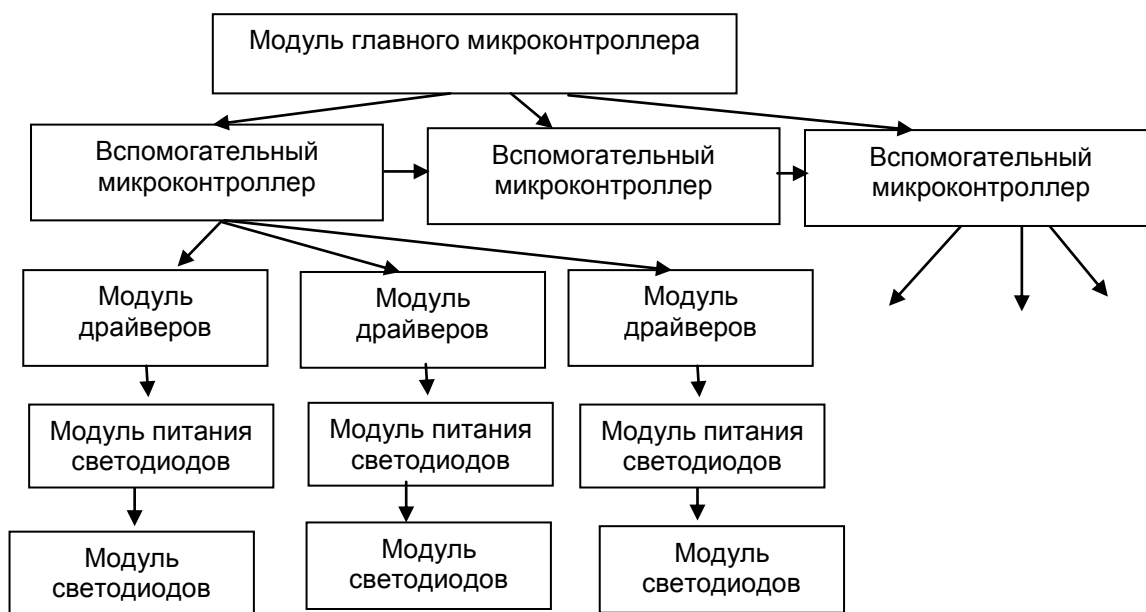 Модуль главного микроконтроллера
Вспомогательный
микроконтроллер
Вспомогательный
микроконтроллер
Вспомогательный
микроконтроллер
Модуль
драйверов
Модуль
драйверов
Модуль
драйверов
Модуль питания
светодиодов
Модуль питания
светодиодов
Модуль питания
светодиодов
Модуль
светодиодов
Модуль
светодиодов
Модуль
светодиодов